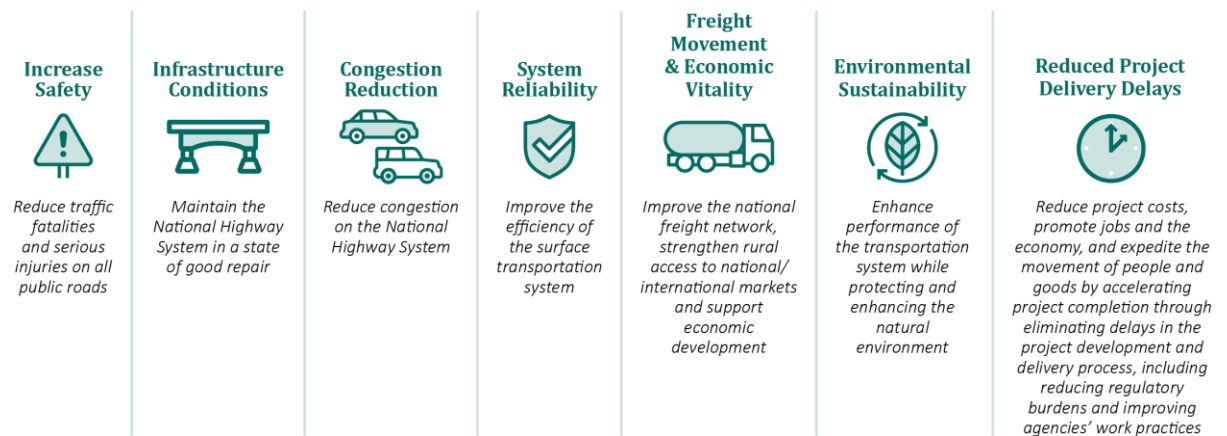 Increase
Safety
Reduce traffic
fatalities
and serious
injuries on all
public roads
Infrastructure
Conditions
Maintain the
National Highway
System in a state
of good repair
Congestion
Reduction
Reduce congestion
on the National
Highway System
System
Reliability
Improve the
efficiency of
the surface
transportation
system
Freight
Movement
& Economic
Vitality
Improve the national
freight network,
strengthen rural
access to national/
international markets
and support
economic
development
Environmental
Sustainability
Enhance
performance of
the transportation
system while
protecting and
enhancing the
natural
environment
Reduced Project
Delivery Delays
Reduce project costs,
promote jobs and the
economy, and expedite the
movement of people and
goods by accelerating
project completion through
eliminating delays in the
project development and
delivery process, including
reducing regulatory
burdens and improving
agencies’ work practices